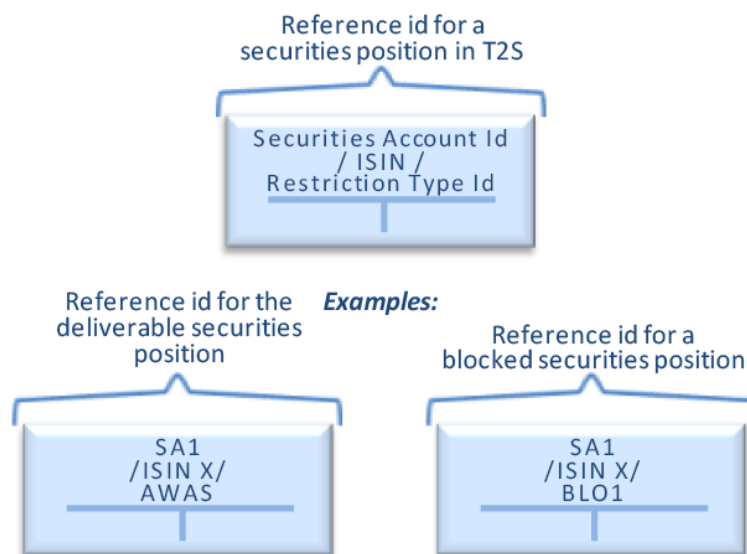 Reference id for a
securities position in T2S
Securities Account Id
/ ISIN /
Restriction Type Id
Reference id for the
deliverable securities
position
Examples:
Reference id for a
blocked securities position
SA1
/ISIN X/
AWAS
SA1
/ISIN X/
BLO1